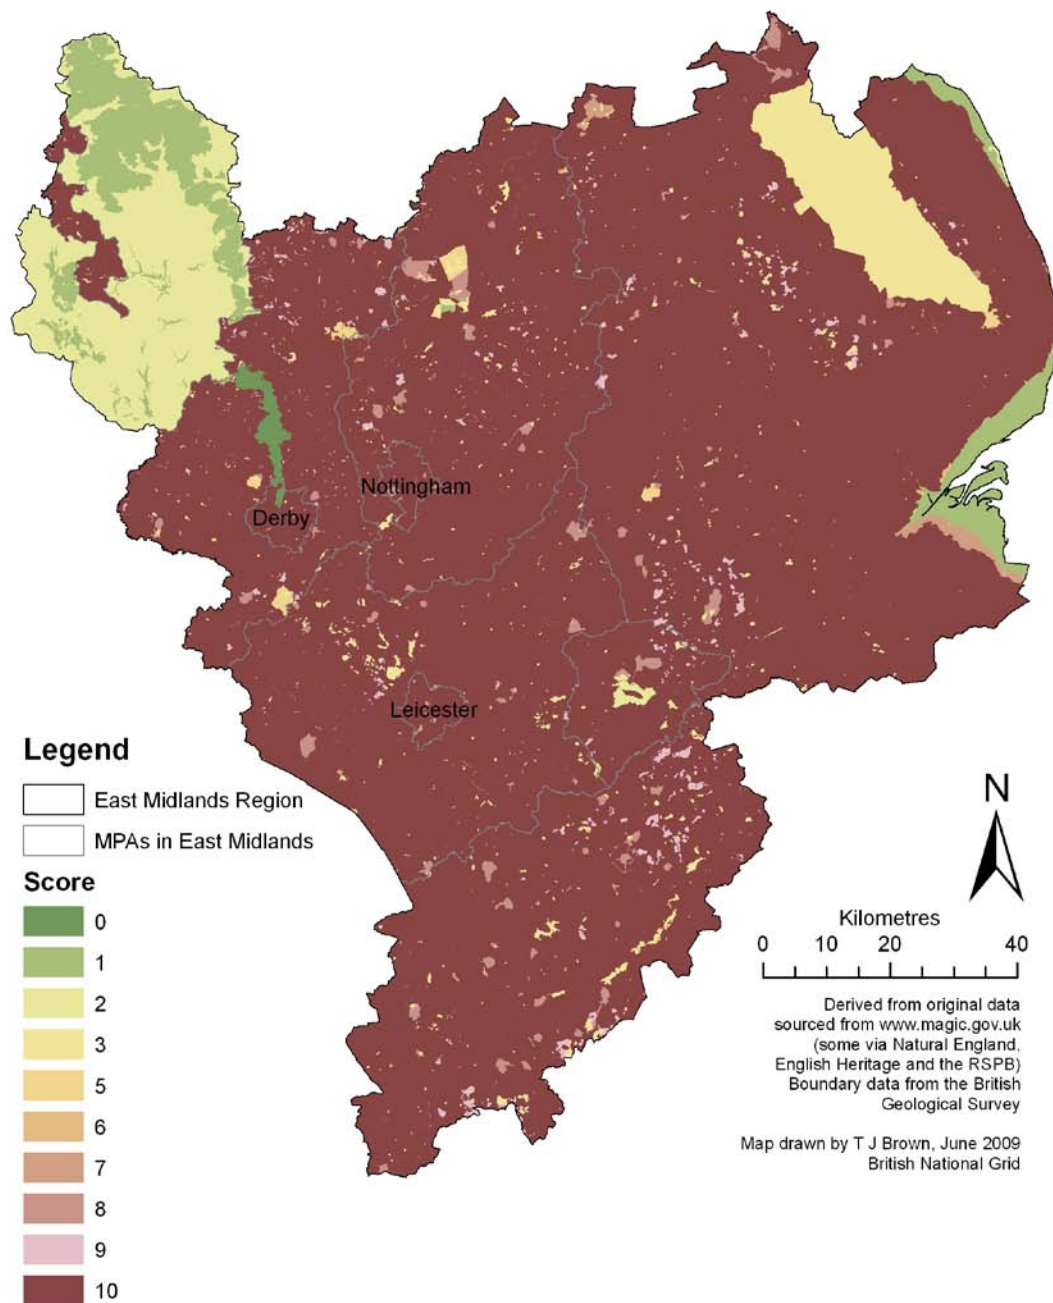 Nottingham
Derby
Leicester
Legend
East Midlands Region
MPAs in East Midlands
Score
0
1
2
3
5
6
7
8
9
10
N
Kilometres
0 10 20 40
Derived from original data
sourced from www.magic.gov.uk
(some via Natural England,
English Heritage and the RSPB)
Boundary data from the British
Geological Survey
Map drawn by T J Brown, June 2009
British National Grid